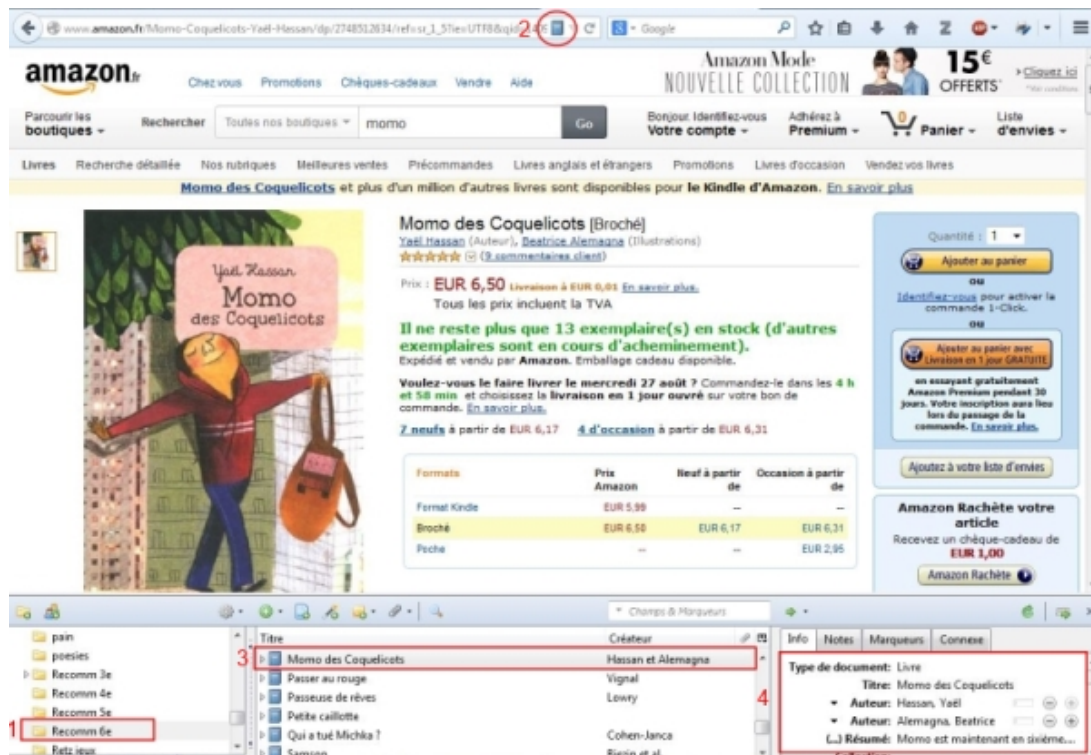 2
www.amazon.fr/Momo-Coquelicots-Yaël-Hassan/dp/2748512634/
Google
amazon.fr
Chez vous Promotions Chèques-cadeaux Vendre Aide
Amazon Mode
NOUVELLE COLLECTION
15€
OFFERTS*
Cliquez ici
Parcourir les
boutiques
Rechercher Toutes nos boutiques momo Go
Bonjour. Identifiez-vous
Votre compte
Adhérez à
Premium
0
Panier
Liste
d'envies
Livres Recherche détaillée Nos rubriques Meilleures ventes Précommandes Livres anglais et étrangers Promotions Livres d'occasion Vendez vos livres
Momo des Coquelicots et plus d'un million d'autres livres sont disponibles pour le Kindle d'Amazon. En savoir plus
Yaël Hassan
Momo
des Coquelicots
Momo des Coquelicots [Broché]
Yaël Hassan (Auteur), Beatrice Alemagna (Illustrations)
(9 commentaires client)
Prix : EUR 6,50 Livraison à EUR 0,01 En savoir plus.
Tous les prix incluent la TVA
Il ne reste plus que 13 exemplaire(s) en stock (d'autres
exemplaires sont en cours d'acheminement).
Expédié et vendu par Amazon. Emballage cadeau disponible.
Voulez-vous le faire livrer le mercredi 27 août ? Commandez-le dans les 4 h
et 58 min et choisissez la livraison en 1 jour ouvré sur votre bon de
commande. En savoir plus.
7 neufs à partir de EUR 6,17 4 d'occasion à partir de EUR 6,31
Formats Prix Amazon Neuf à partir de Occasion à partir de
Format Kindle EUR 5,99 -- --
Broché EUR 6,50 EUR 6,17 EUR 6,31
Poche -- -- EUR 2,95
Quantité : 1
Ajouter au panier
ou
Identifiez-vous pour activer la
commande 1-Click.
ou
Ajouter au panier avec
Livraison en 1 jour GRATUITE
en essayant gratuitement
Amazon Premium pendant 30
jours. Votre inscription aura lieu
lors du passage de la
commande. En savoir plus.
Ajoutez à votre liste d'envies
Amazon Rachète votre
article
Recevez un chèque-cadeau de
EUR 1,00
Amazon Rachète
Champs & Marqueurs
pain
poesies
Recomm 3e
Recomm 4e
Recomm 5e
1 Recomm 6e
Retz jeux
Titre Créateur
3 Momo des Coquelicots Hassan et Alemagna
Passer au rouge Vignal
Passeuse de rêves Lowry
Petite caillotte
Qui a tué Michka ? Cohen-Janca
Samson
4
Info Notes Marqueurs Connexe
Type de document: Livre
Titre: Momo des Coquelicots
Auteur: Hassan, Yaël
Auteur: Alemagna, Beatrice
(...) Résumé: Momo est maintenant en sixième...